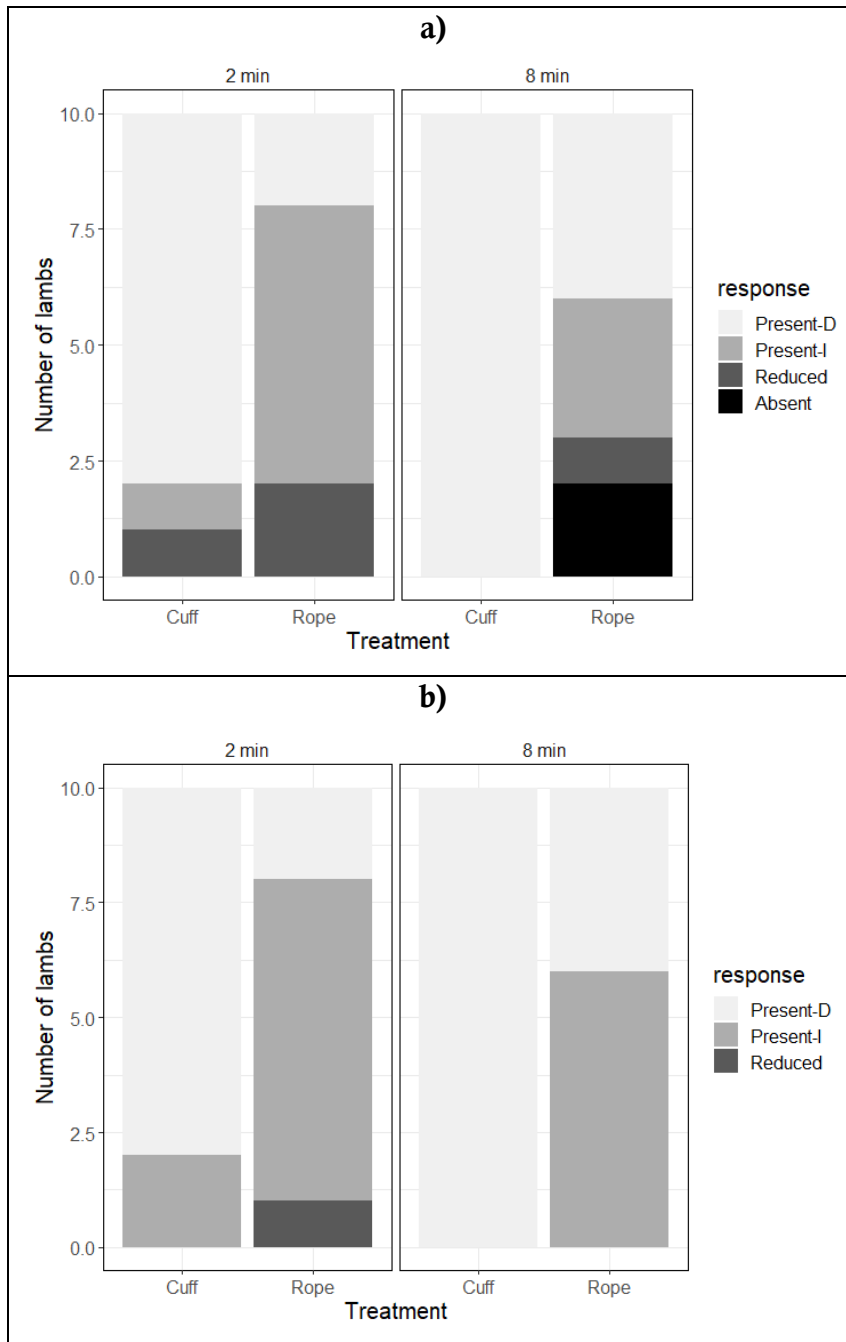 a)
2 min 8 min
10.0
7.5
5.0
2.5
0.0
Number of lambs
Cuff Rope Cuff Rope
Treatment
response
Present-D
Present-I
Reduced
Absent
b)
2 min 8 min
10.0
7.5
5.0
2.5
0.0
Number of lambs
Cuff Rope Cuff Rope
Treatment
response
Present-D
Present-I
Reduced